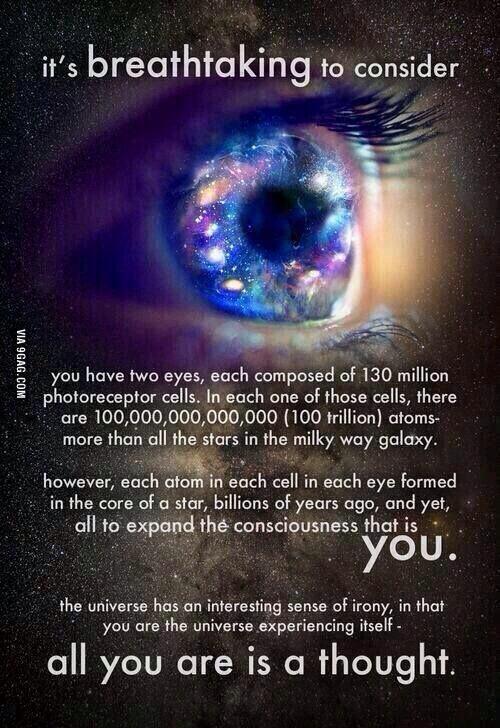 it's breathtaking to consider
VIA 9GAG.COM
you have two eyes, each composed of 130 million
photoreceptor cells. In each one of those cells, there
are 100,000,000,000,000 (100 trillion) atoms-
more than all the stars in the milky way galaxy.
however, each atom in each cell in each eye formed
in the core of a star, billions of years ago, and yet,
all to expand the consciousness that is
you.
the universe has an interesting sense of irony, in that
you are the universe experiencing itself -
all you are is a thought.